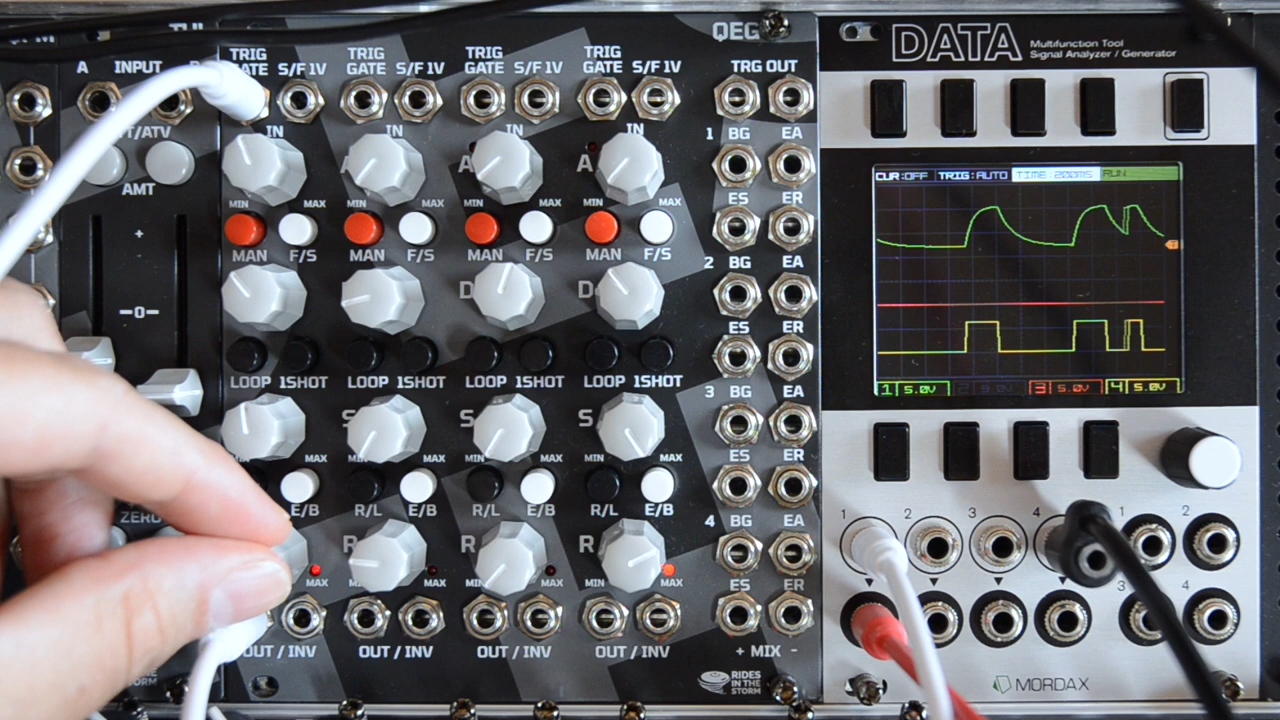 QEG
DATA
Multifunction Tool
Signal Analyzer / Generator
A INPUT
TRIG GATE S/F 1V TRIG GATE S/F 1V TRIG GATE S/F 1V TRIG GATE S/F 1V
TRG OUT
IN IN IN IN
1 BG EA
AMT
A A
CUR:OFF TRIG:AUTO TIME:200MS RUN
MIN MAX MIN MAX MIN MAX MIN MAX
ES ER
MAN F/S MAN F/S MAN F/S MAN F/S
2 BG EA
D D
+
-0-
ES ER
LOOP 1SHOT LOOP 1SHOT LOOP 1SHOT LOOP 1SHOT
1 5.0V 2 9.0V 3 5.0V 4 5.0V
3 BG EA
S S S
MAX MAX MAX MAX
ES ER
E/B R/L E/B R/L E/B R/L E/B
ZERO
4 BG EA
1 2 3 4 1 2
R R R
MAX MIN MAX MIN MAX MIN MAX
ES ER
3 4
OUT / INV OUT / INV OUT / INV OUT / INV
+ MIX -
RIDES
IN THE
STORM
MORDAX